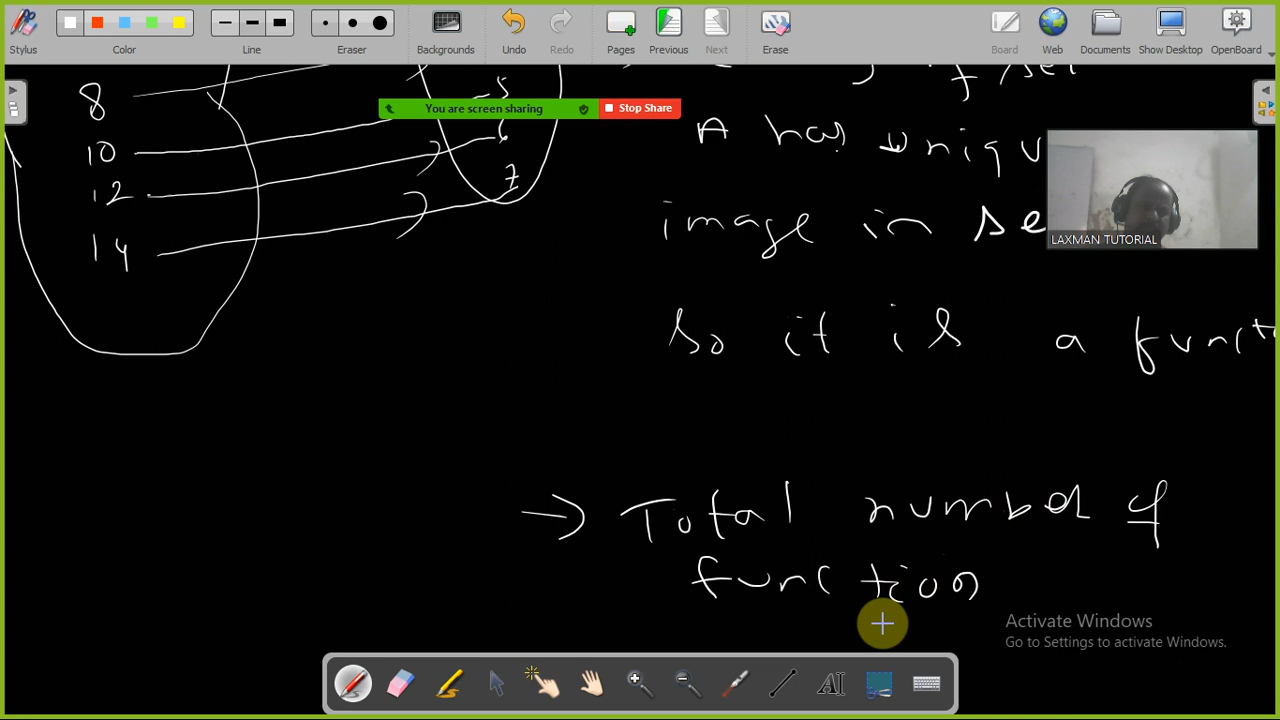 Stylus Color Line Eraser Backgrounds Undo Redo Pages Previous Next Erase Board Web Documents Show Desktop OpenBoard
You are screen sharing Stop Share
8
5
10
6
12
7
14
A has uniqu
image in se
LAXMAN TUTORIAL
So it is a funct
→ Total number of
function
Activate Windows
Go to Settings to activate Windows.